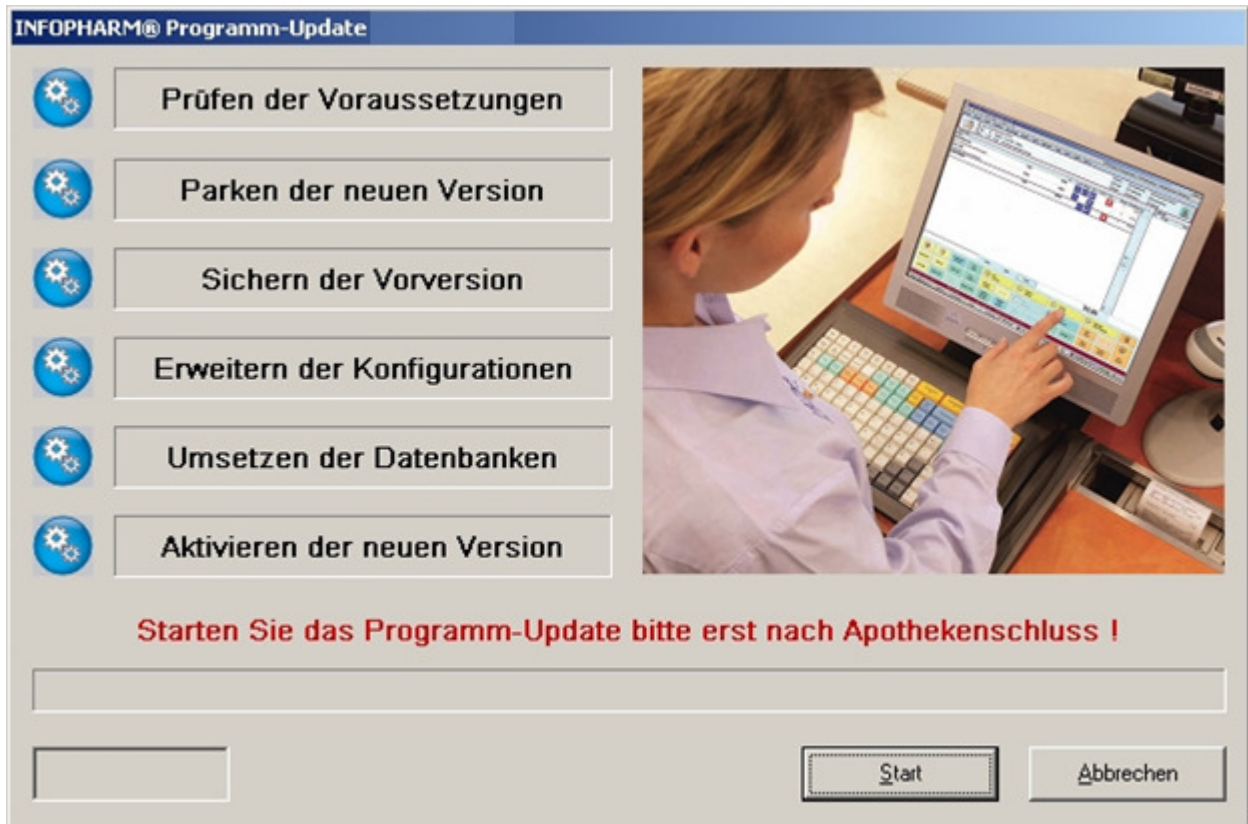 INFOPHARM® Programm-Update
Prüfen der Voraussetzungen
Parken der neuen Version
Sichern der Vorversion
Erweitern der Konfigurationen
Umsetzen der Datenbanken
Aktivieren der neuen Version
Starten Sie das Programm-Update bitte erst nach Apothekenschluss !
Start
Abbrechen